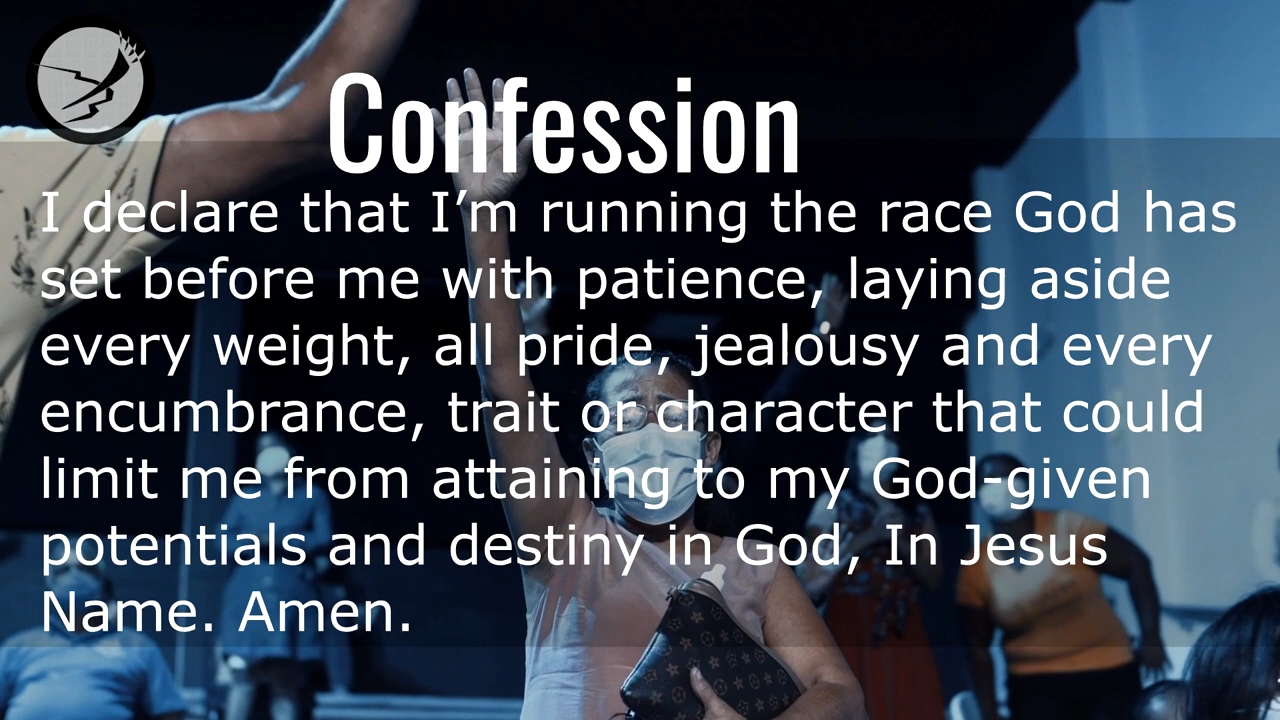 Confession
I declare that I’m running the race God has
set before me with patience, laying aside
every weight, all pride, jealousy and every
encumbrance, trait or character that could
limit me from attaining to my God-given
potentials and destiny in God, In Jesus
Name. Amen.